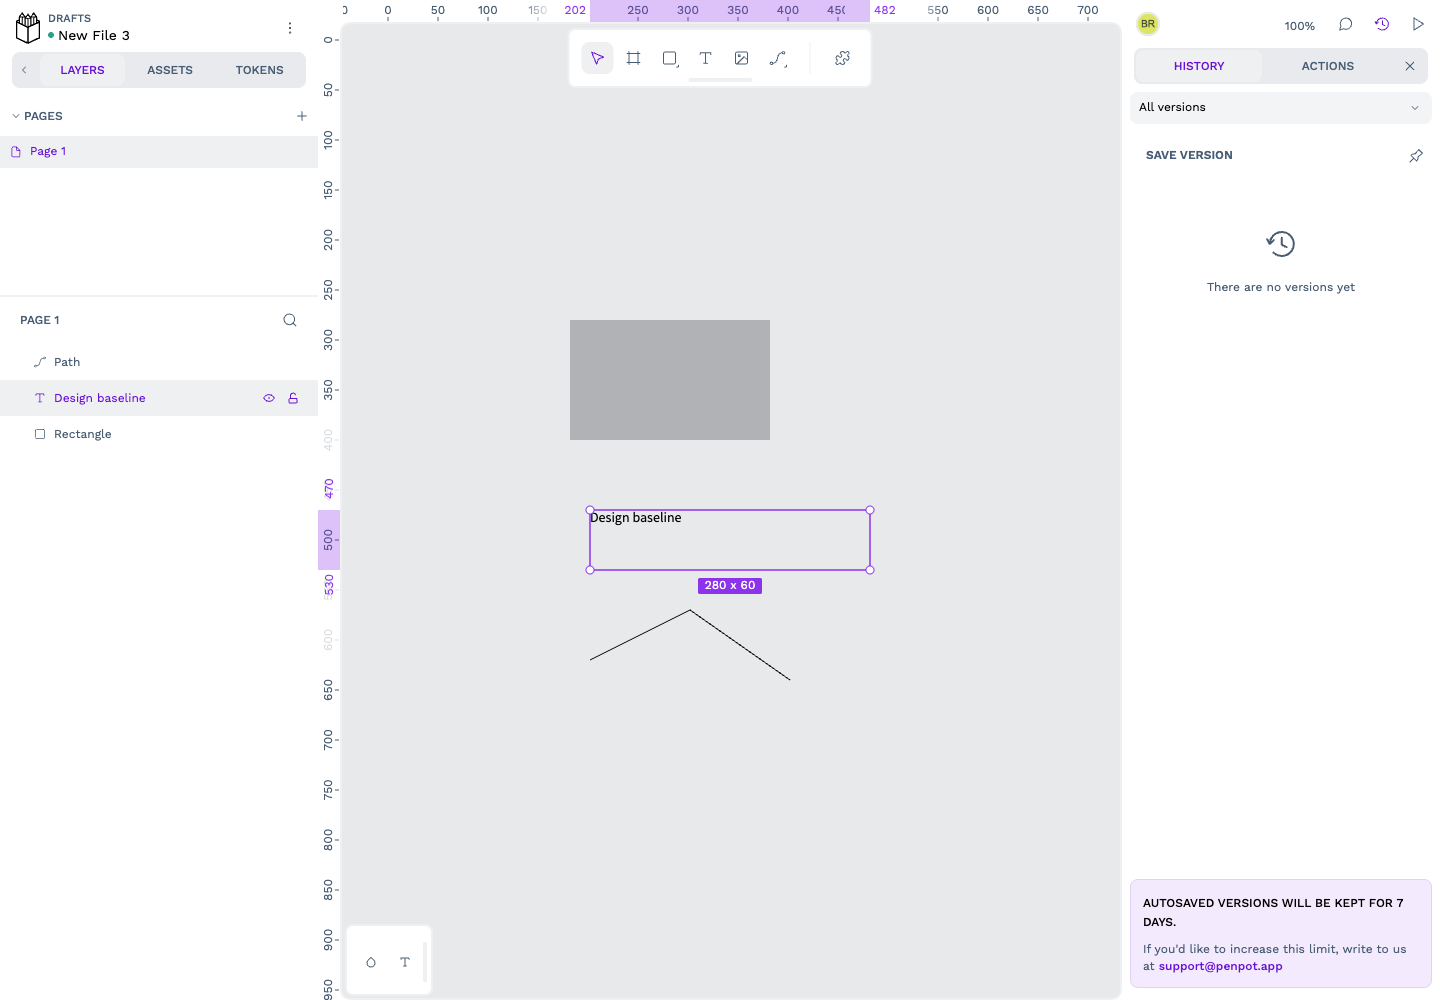 DRAFTS
New File 3
LAYERS
ASSETS
TOKENS
PAGES
Page 1
PAGE 1
Path
Design baseline
Rectangle
0
50
100
150
202
250
300
350
400
450
482
550
600
650
700
0
50
100
150
200
250
300
350
400
470
500
530
600
650
700
750
800
850
900
950
Design baseline
280 x 60
BR
100%
HISTORY
ACTIONS
All versions
SAVE VERSION
There are no versions yet
AUTOSAVED VERSIONS WILL BE KEPT FOR 7
DAYS.
If you'd like to increase this limit, write to us
at support@penpot.app